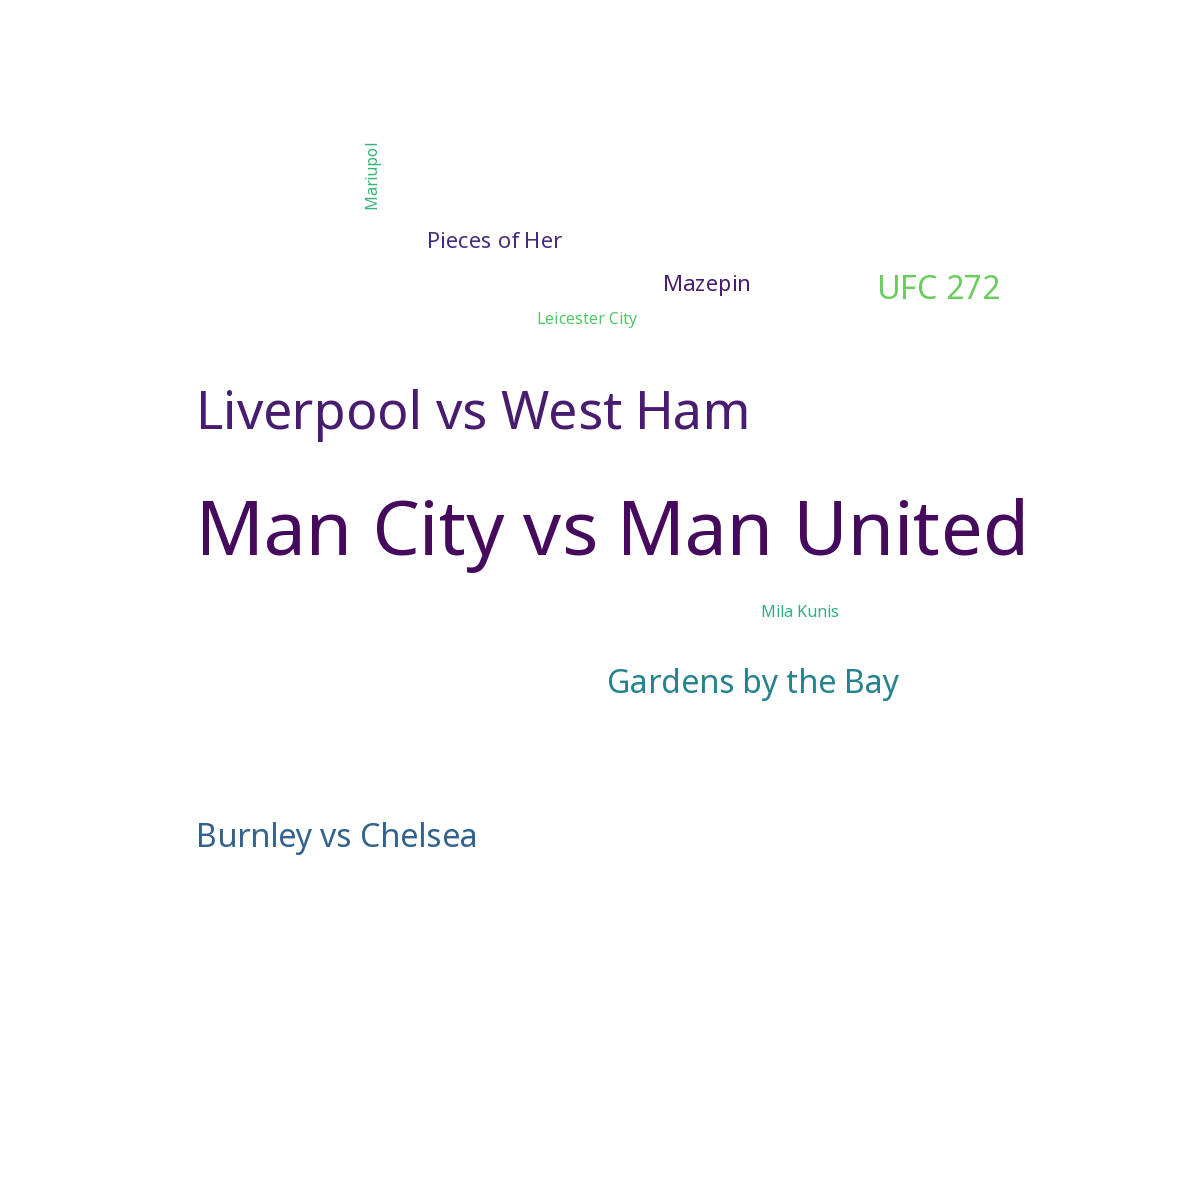 Mariupol
Pieces of Her
Mazepin
UFC 272
Leicester City
Liverpool vs West Ham
Man City vs Man United
Mila Kunis
Gardens by the Bay
Burnley vs Chelsea